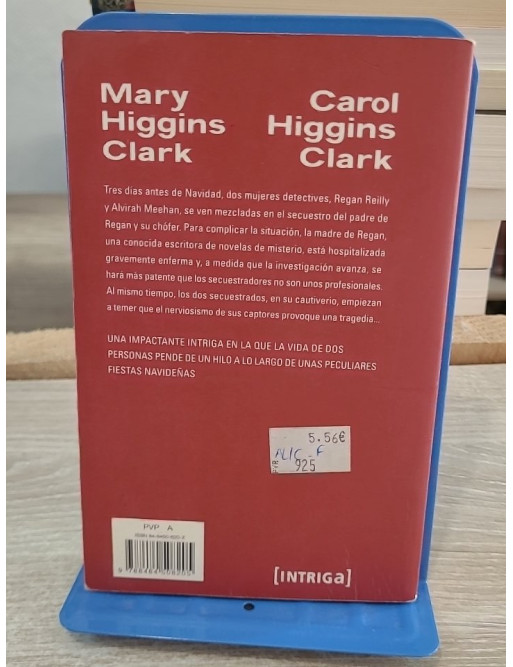 Mary
Higgins
Clark
Carol
Higgins
Clark
Tres días antes de Navidad, dos mujeres detectives, Regan Reilly
y Alvirah Meehan, se ven mezcladas en el secuestro del padre de
Regan y su chófer. Para complicar la situación, la madre de Regan,
una conocida escritora de novelas de misterio, está hospitalizada
gravemente enferma y, a medida que la investigación avanza, se
hará más patente que los secuestradores no son unos profesionales.
Al mismo tiempo, los dos secuestrados, en su cautiverio, empiezan
a temer que el nerviosismo de sus captores provoque una tragedia...
UNA IMPACTANTE INTRIGA EN LA QUE LA VIDA DE DOS
PERSONAS PENDE DE UN HILO A LO LARGO DE UNAS PECULIARES
FIESTAS NAVIDEÑAS
5.56€
PVP
925
PVP A
[INTRIGa]